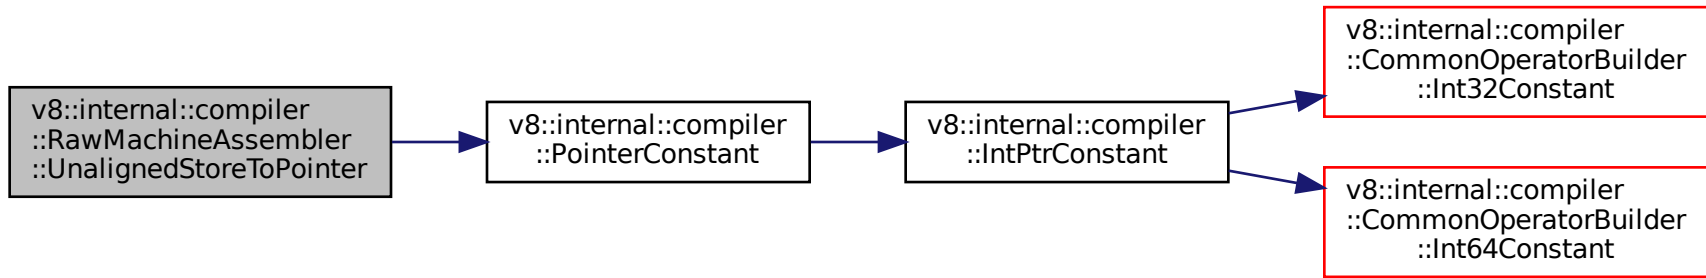 v8::internal::compiler
::RawMachineAssembler
::UnalignedStoreToPointer
v8::internal::compiler
::PointerConstant
v8::internal::compiler
::IntPtrConstant
v8::internal::compiler
::CommonOperatorBuilder
::Int32Constant
v8::internal::compiler
::CommonOperatorBuilder
::Int64Constant